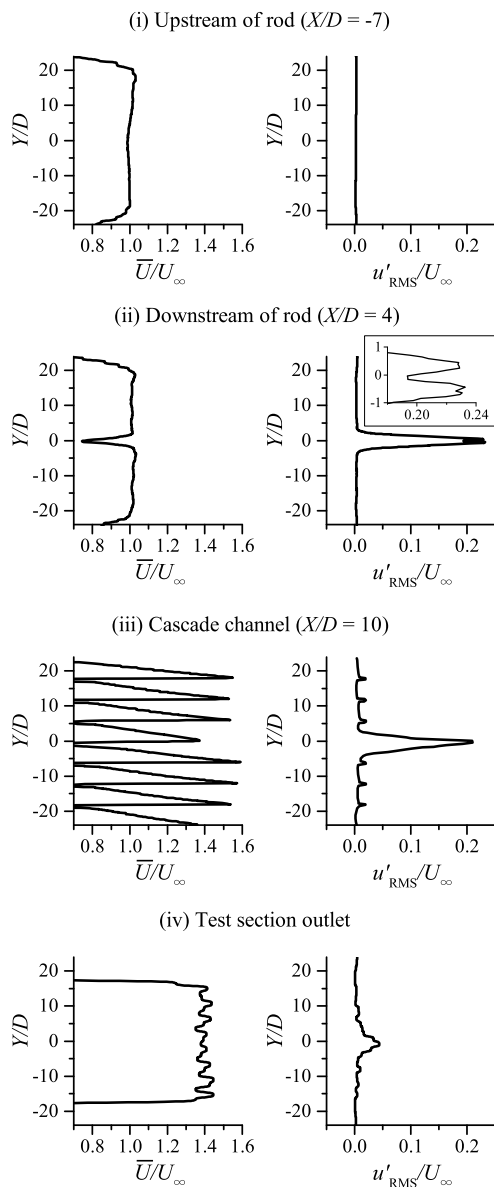 (i) Upstream of rod (X/D = -7)
20
10
0
-10
-20
Y/D
0.8 1.0 1.2 1.4 1.6
U̅/U∞
20
10
0
-10
-20
Y/D
0.0 0.1 0.2
u'RMS/U∞
(ii) Downstream of rod (X/D = 4)
20
10
0
-10
-20
Y/D
0.8 1.0 1.2 1.4 1.6
U̅/U∞
20
10
0
-10
-20
Y/D
1
0
-1
0.20 0.24
0.0 0.1 0.2
u'RMS/U∞
(iii) Cascade channel (X/D = 10)
20
10
0
-10
-20
Y/D
0.8 1.0 1.2 1.4 1.6
U̅/U∞
20
10
0
-10
-20
Y/D
0.0 0.1 0.2
u'RMS/U∞
(iv) Test section outlet
20
10
0
-10
-20
Y/D
0.8 1.0 1.2 1.4 1.6
U̅/U∞
20
10
0
-10
-20
Y/D
0.0 0.1 0.2
u'RMS/U∞